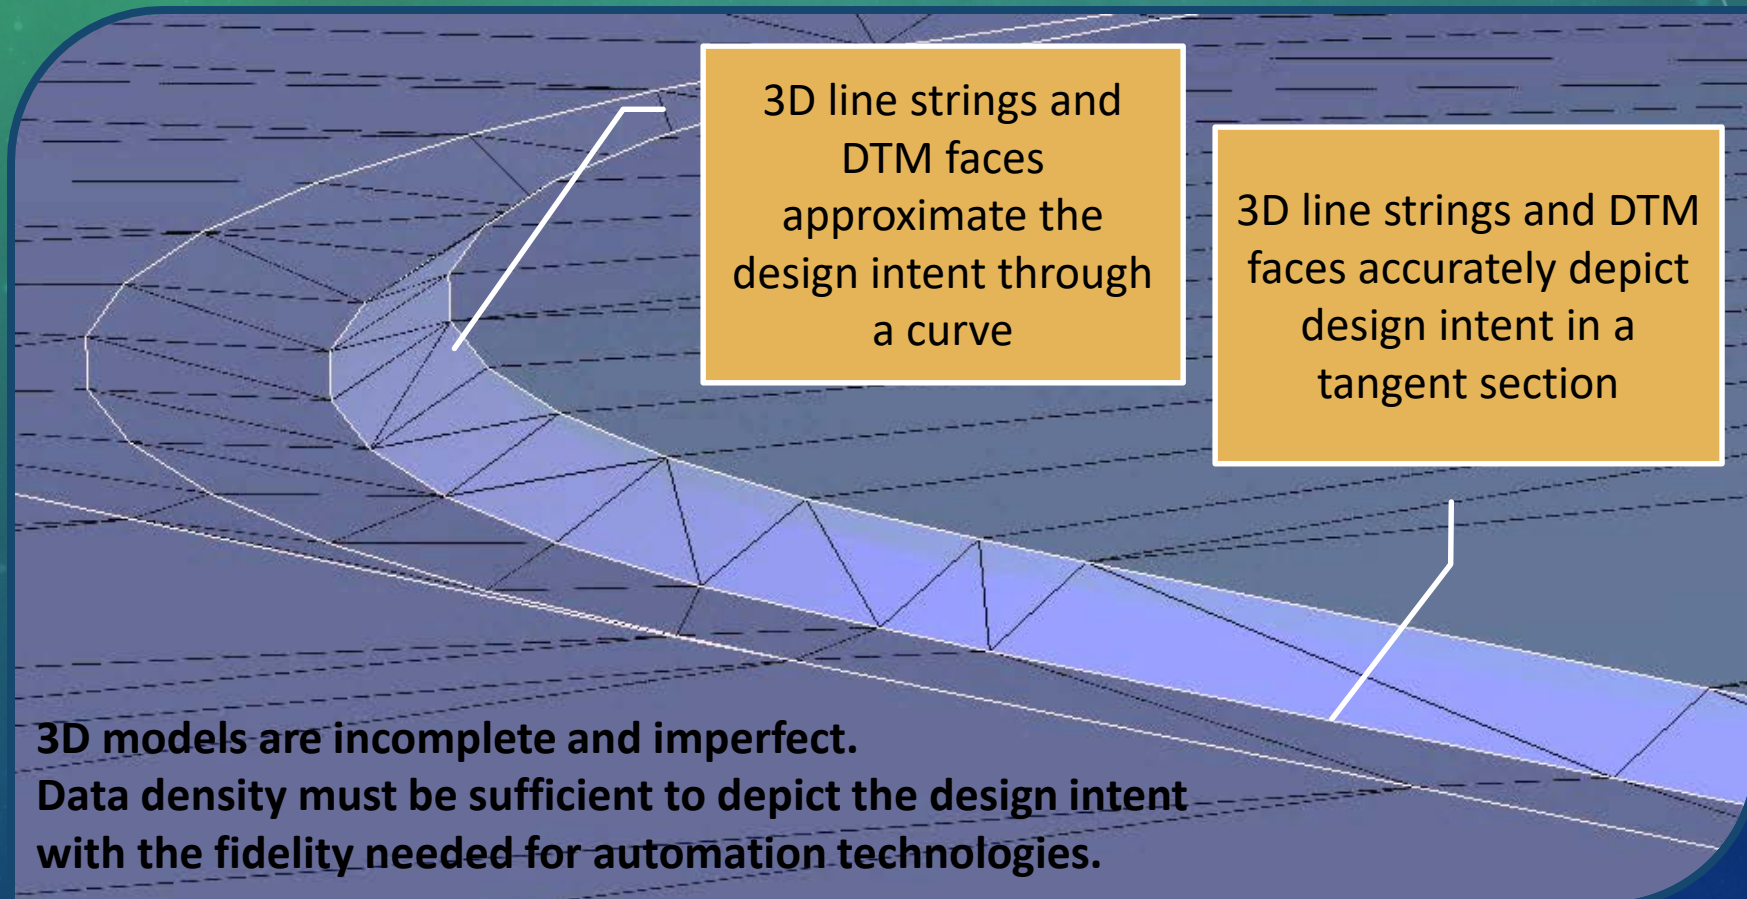 3D line strings and
DTM faces
approximate the
design intent through
a curve
3D line strings and DTM
faces accurately depict
design intent in a
tangent section
3D models are incomplete and imperfect.
Data density must be sufficient to depict the design intent
with the fidelity needed for automation technologies.